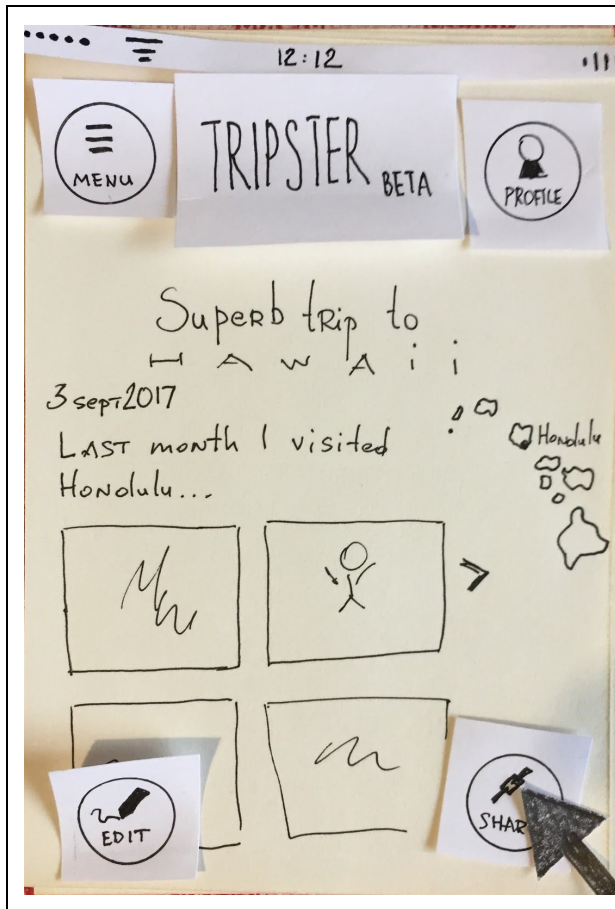 12:12
MENU
TRIPSTER BETA
PROFILE
Superb tRip to
HAWAii
3 sept 2017
LAST month I visited
Honolulu...
Honolulu
EDIT